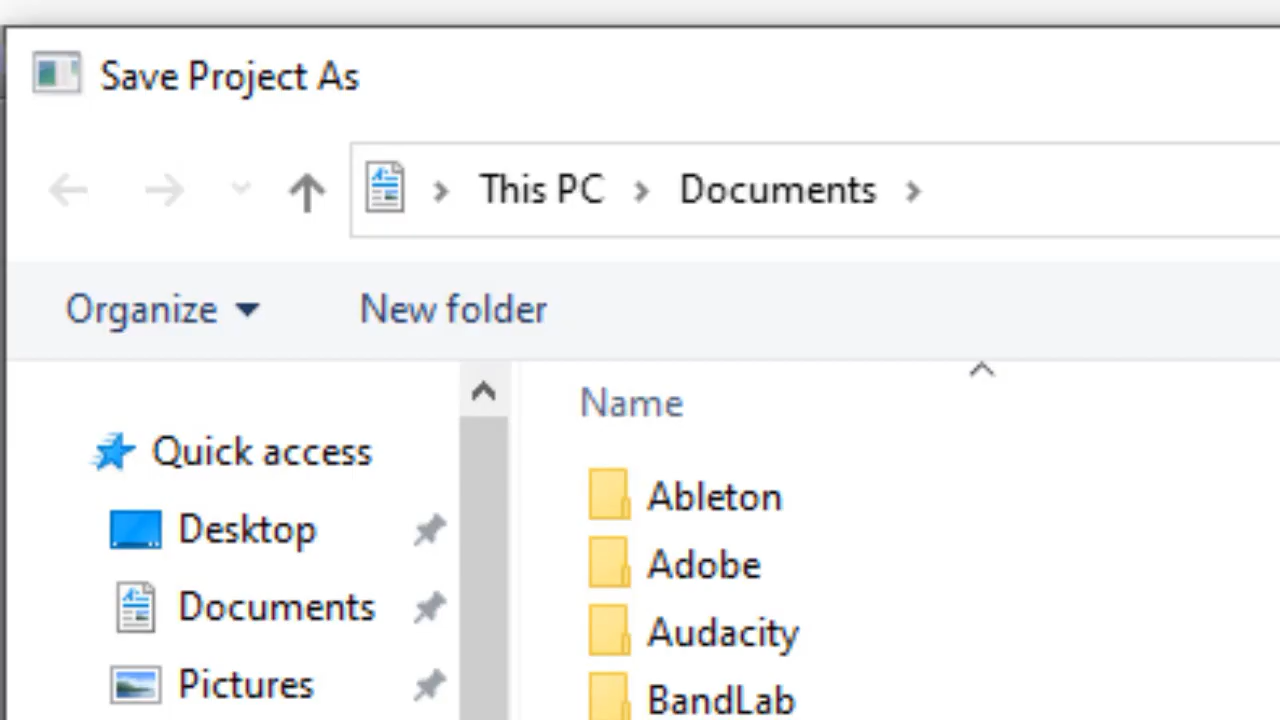 Save Project As
This PC > Documents >
Organize New folder
Name
Quick access
Desktop
Documents
Pictures
Ableton
Adobe
Audacity
BandLab